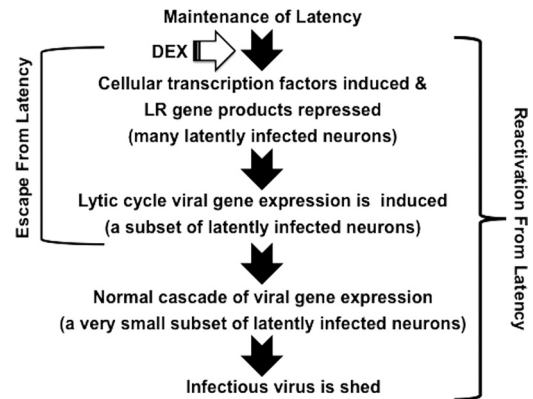 Maintenance of Latency
DEX
Cellular transcription factors induced &
LR gene products repressed
(many latently infected neurons)
Lytic cycle viral gene expression is induced
(a subset of latently infected neurons)
Normal cascade of viral gene expression
(a very small subset of latently infected neurons)
Infectious virus is shed
Escape From Latency
Reactivation From Latency